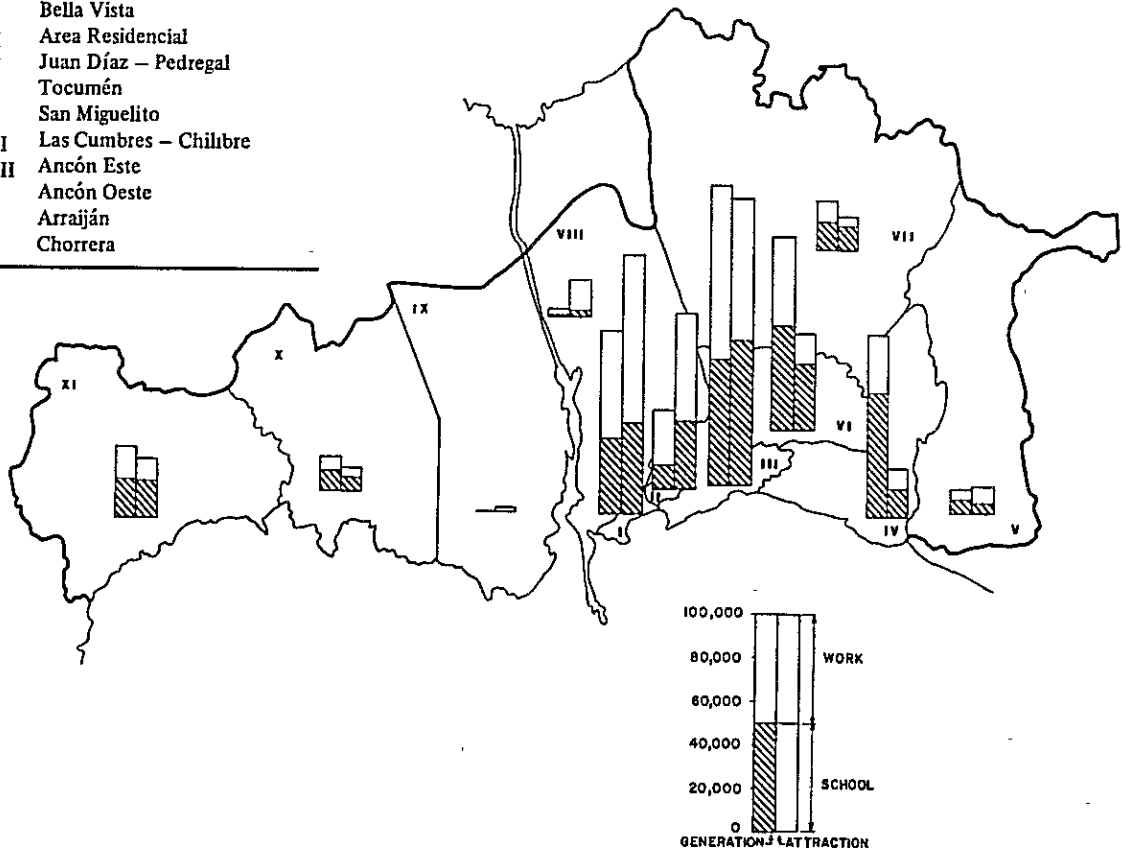 Bella Vista
Area Residencial
Juan Díaz – Pedregal
Tocumén
San Miguelito
I Las Cumbres – Chilibre
II Ancón Este
Ancón Oeste
Arraiján
Chorrera
VII
VIII
IX
X
XI
VI
III
II
I
IV
V
100,000
80,000
WORK
60,000
40,000
20,000
SCHOOL
0
GENERATION
ATTRACTION